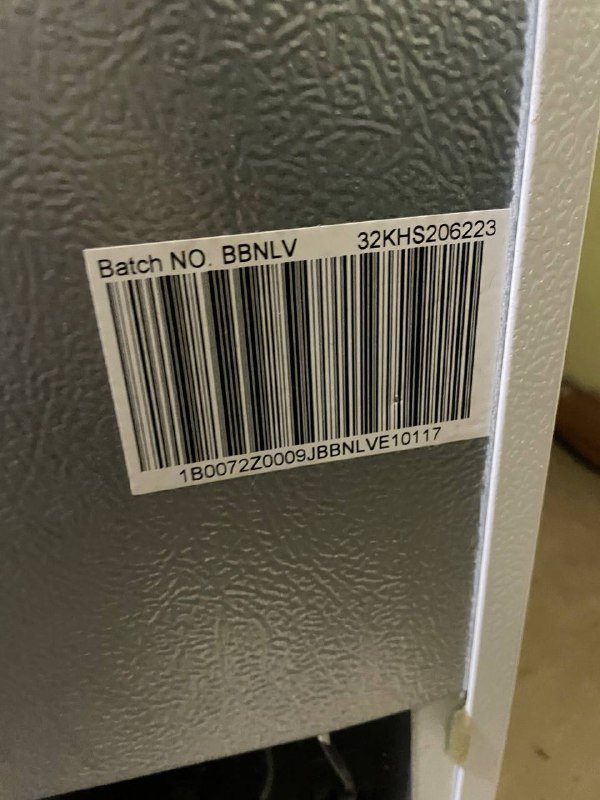 Batch NO. BBNLV 32KHS206223
1B0072Z0009JBBNLVE10117